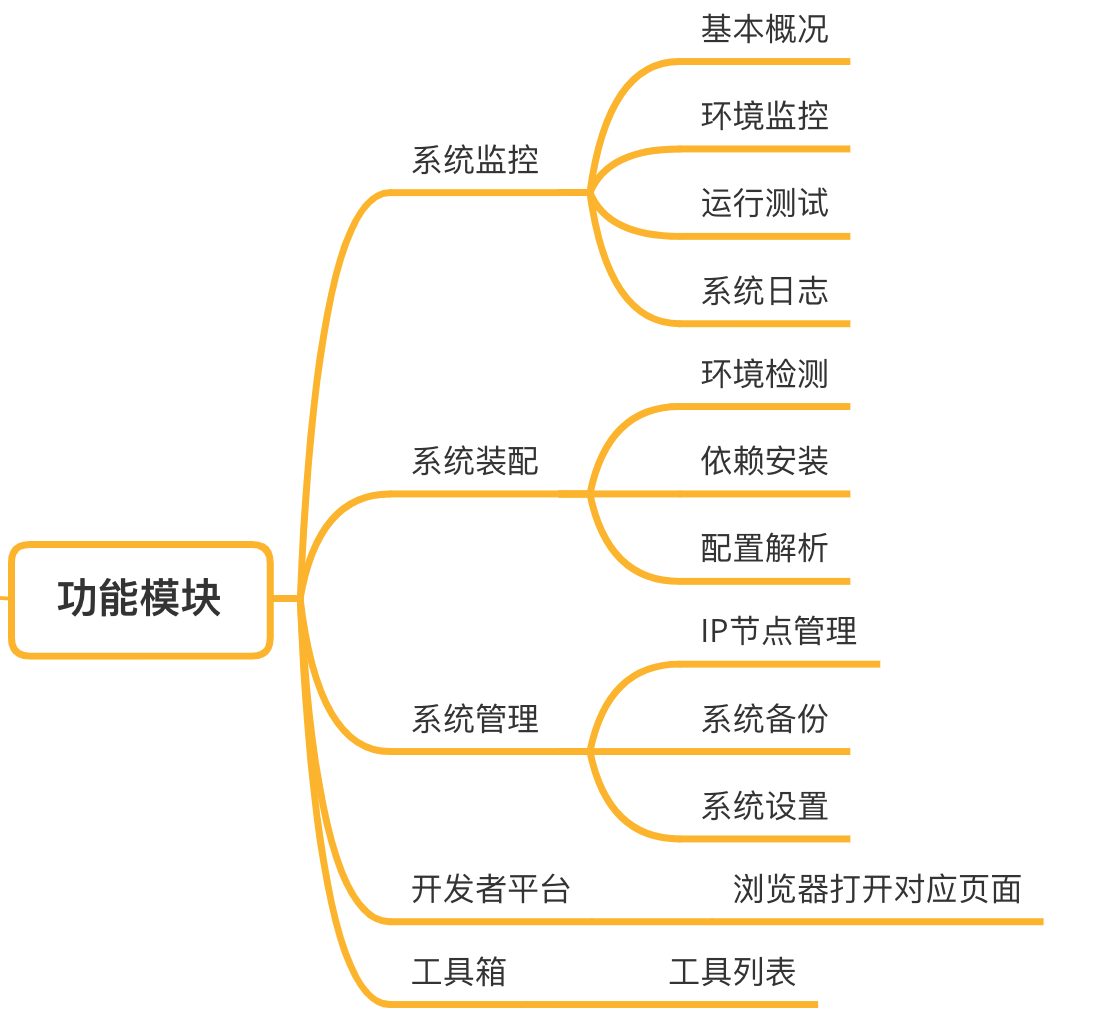 功能模块
系统监控
基本概况
环境监控
运行测试
系统日志
系统装配
环境检测
依赖安装
配置解析
系统管理
IP节点管理
系统备份
系统设置
开发者平台
浏览器打开对应页面
工具箱
工具列表